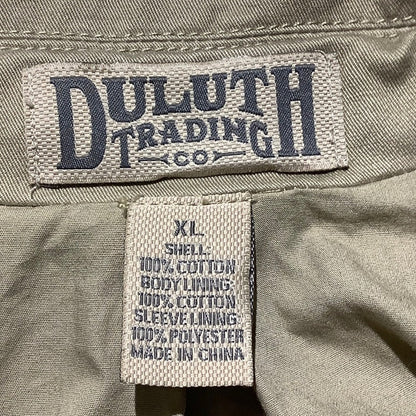 DULUTH
TRADING
CO
XL
SHELL:
100% COTTON
BODY LINING:
100% COTTON
SLEEVE LINING:
100% POLYESTER
MADE IN CHINA